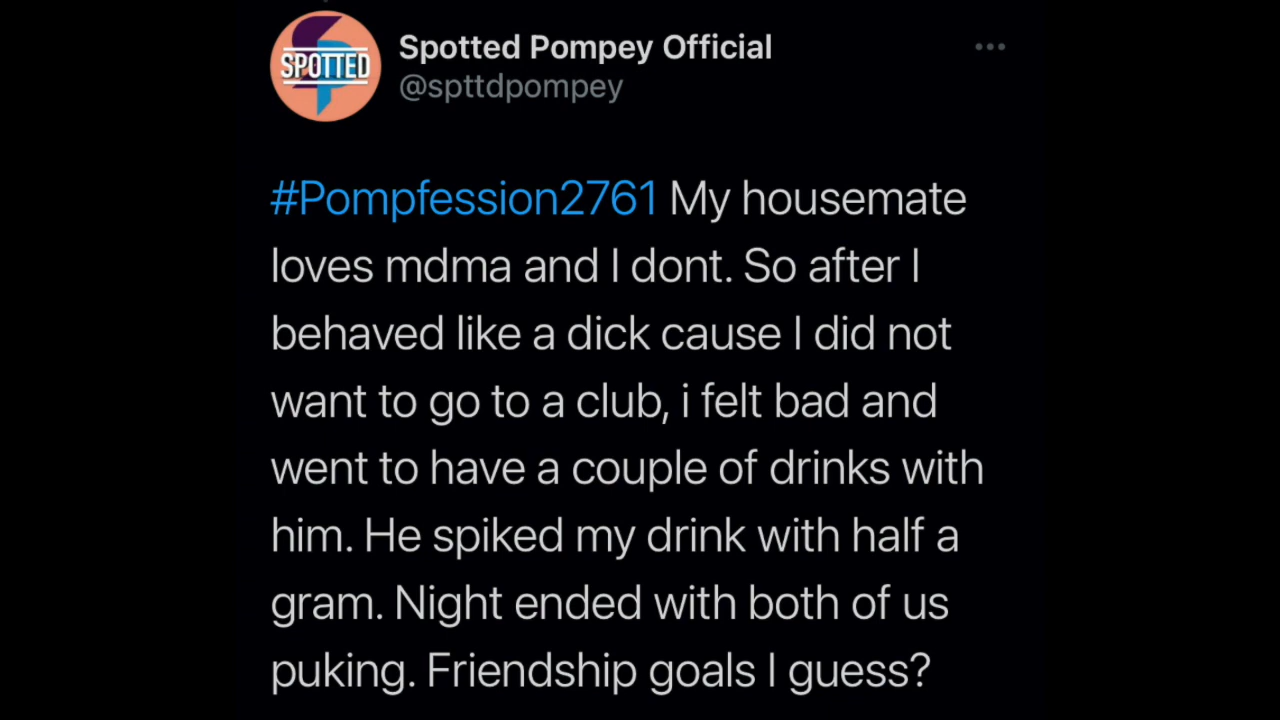 SPOTTED
Spotted Pompey Official
@spttdpompey
#Pompfession2761 My housemate
loves mdma and I dont. So after I
behaved like a dick cause I did not
want to go to a club, i felt bad and
went to have a couple of drinks with
him. He spiked my drink with half a
gram. Night ended with both of us
puking. Friendship goals I guess?